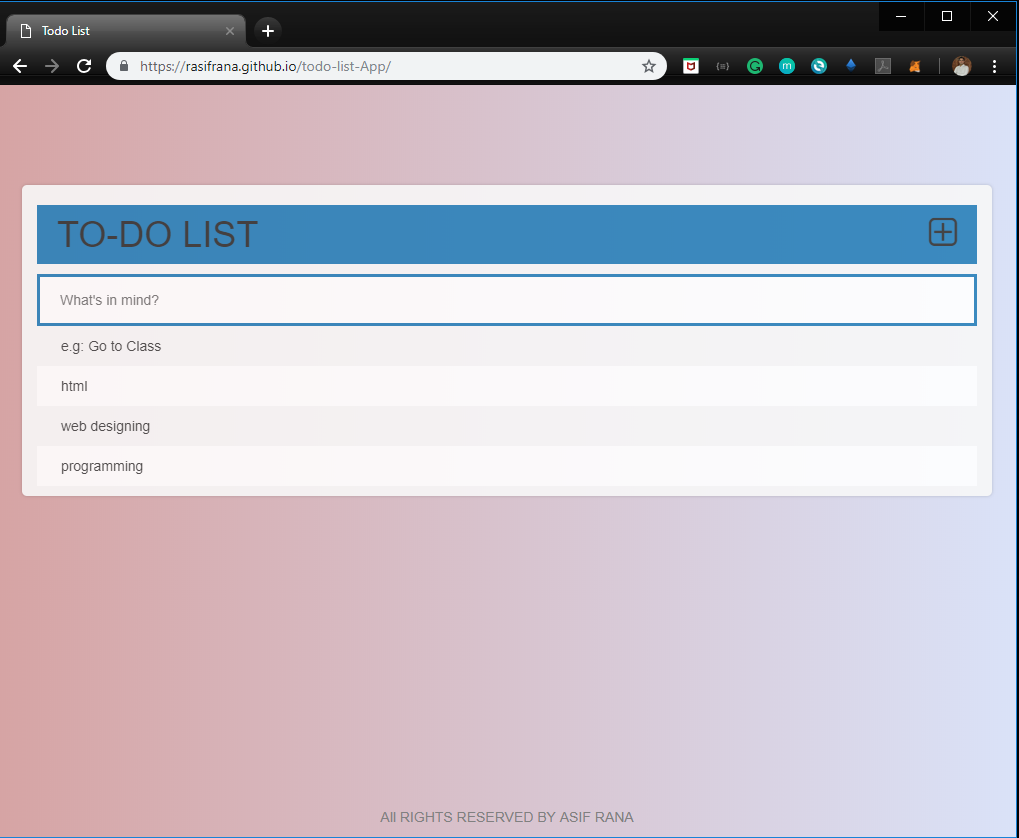 Todo List
https://rasifrana.github.io/todo-list-App/
TO-DO LIST
What's in mind?
e.g: Go to Class
html
web designing
programming
All RIGHTS RESERVED BY ASIF RANA